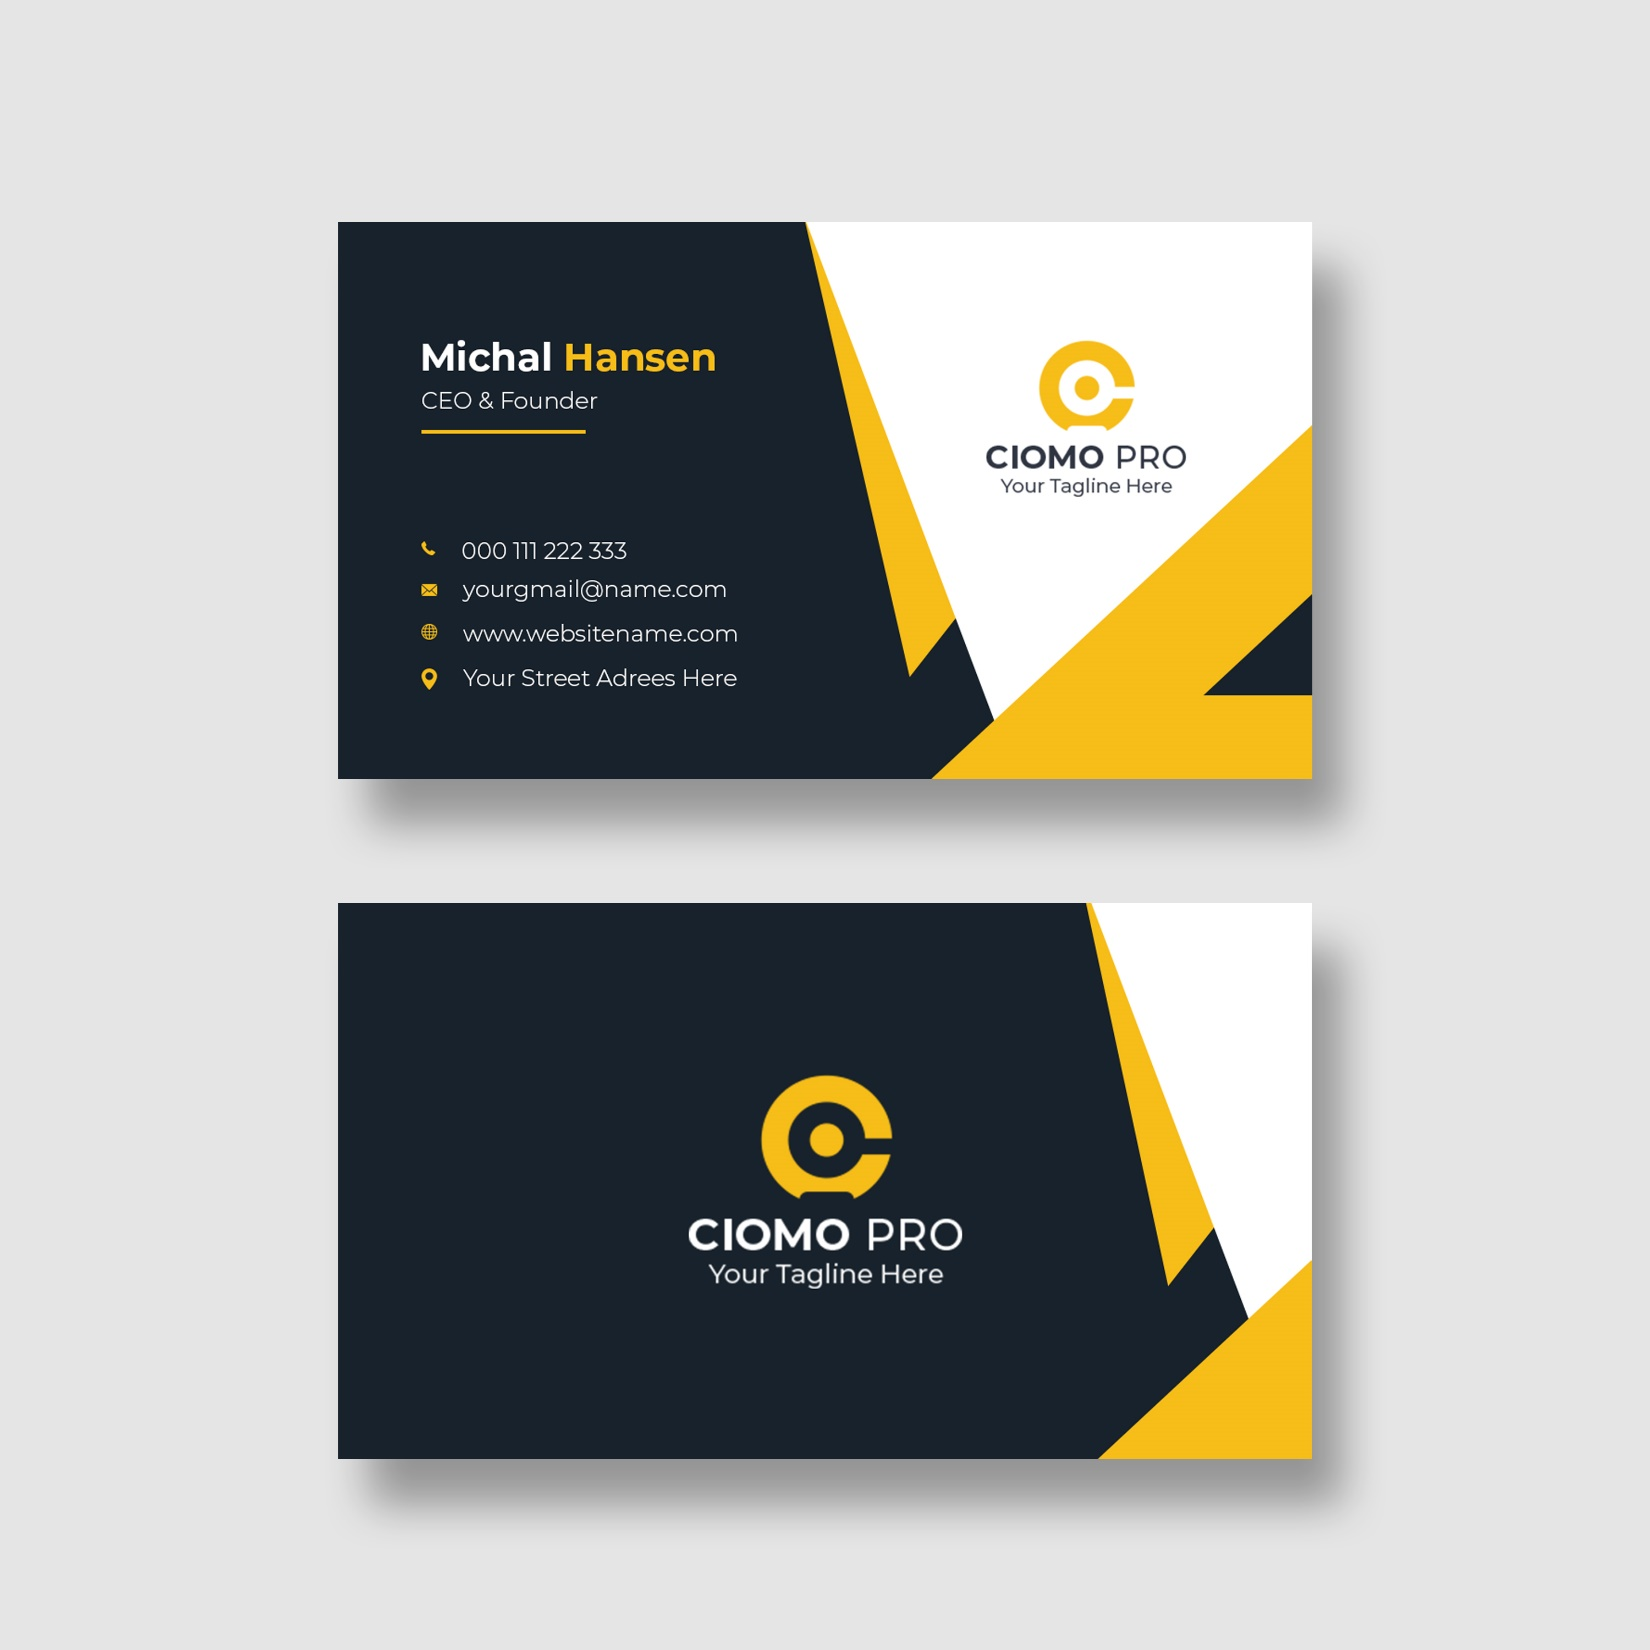 Michal Hansen
CEO & Founder
000 111 222 333
yourgmail@name.com
www.websitename.com
Your Street Adrees Here
CIOMO PRO
Your Tagline Here
CIOMO PRO
Your Tagline Here